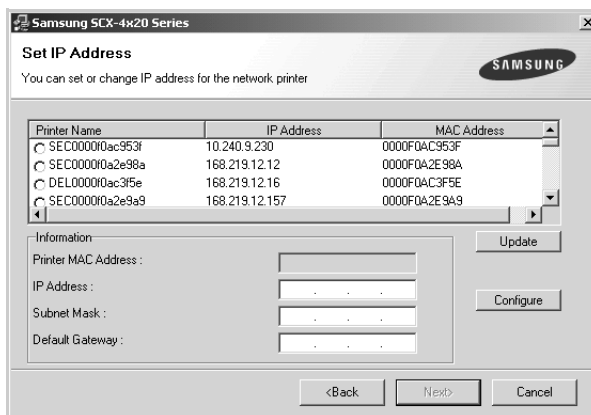 Samsung SCX-4x20 Series
Set IP Address
You can set or change IP address for the network printer
SAMSUNG
Printer Name IP Address MAC Address
SEC0000f0ac953f 10.240.9.230 0000F0AC953F
SEC0000f0a2e98a 168.219.12.12 0000F0A2E98A
DEL0000f0ac3f5e 168.219.12.16 0000F0AC3F5E
SEC0000f0a2e9a9 168.219.12.157 0000F0A2E9A9
Information
Update
Printer MAC Address :
IP Address :
Configure
Subnet Mask :
Default Gateway :
<Back Next> Cancel